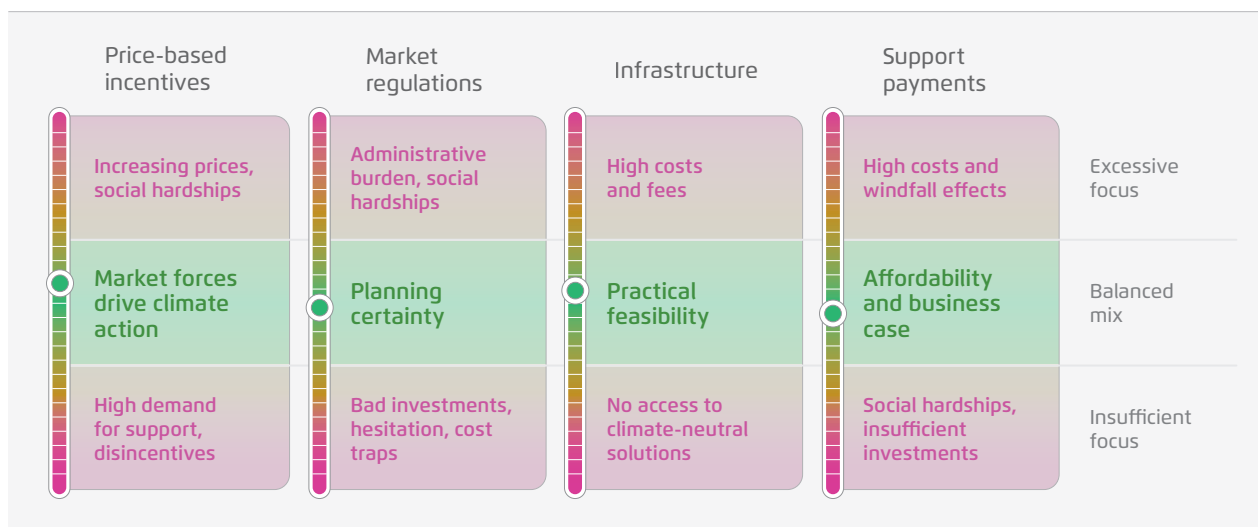 Price-based
incentives
Market
regulations
Infrastructure
Support
payments
Increasing prices,
social hardships
Administrative
burden, social
hardships
High costs
and fees
High costs and
windfall effects
Excessive
focus
Market forces
drive climate
action
Planning
certainty
Practical
feasibility
Affordability
and business
case
Balanced
mix
High demand
for support,
disincentives
Bad investments,
hesitation, cost
traps
No access to
climate-neutral
solutions
Social hardships,
insufficient
investments
Insufficient
focus